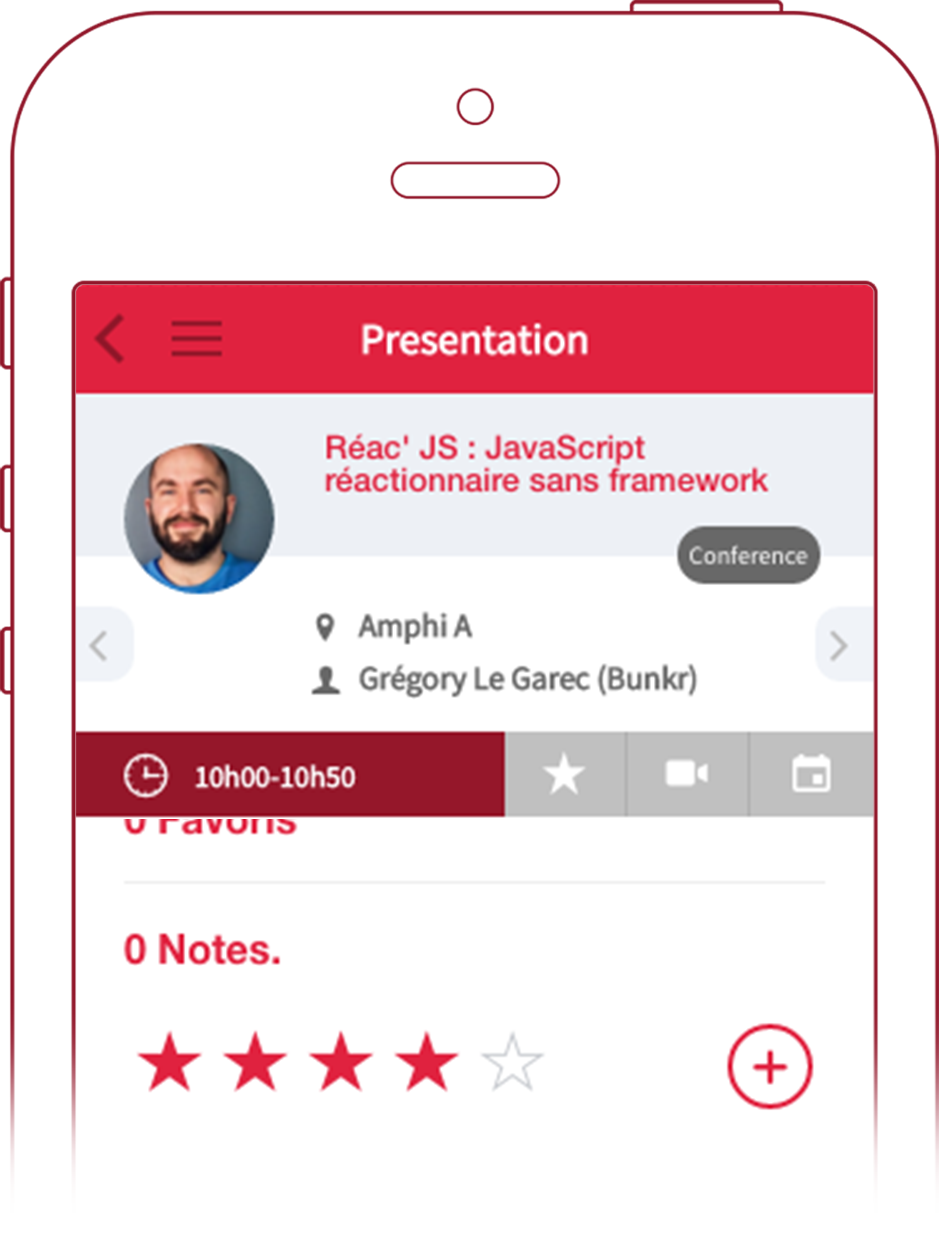 Presentation
Réac' JS : JavaScript
réactionnaire sans framework
Conference
Amphi A
Grégory Le Garec (Bunkr)
10h00-10h50
0 Favoris
0 Notes.